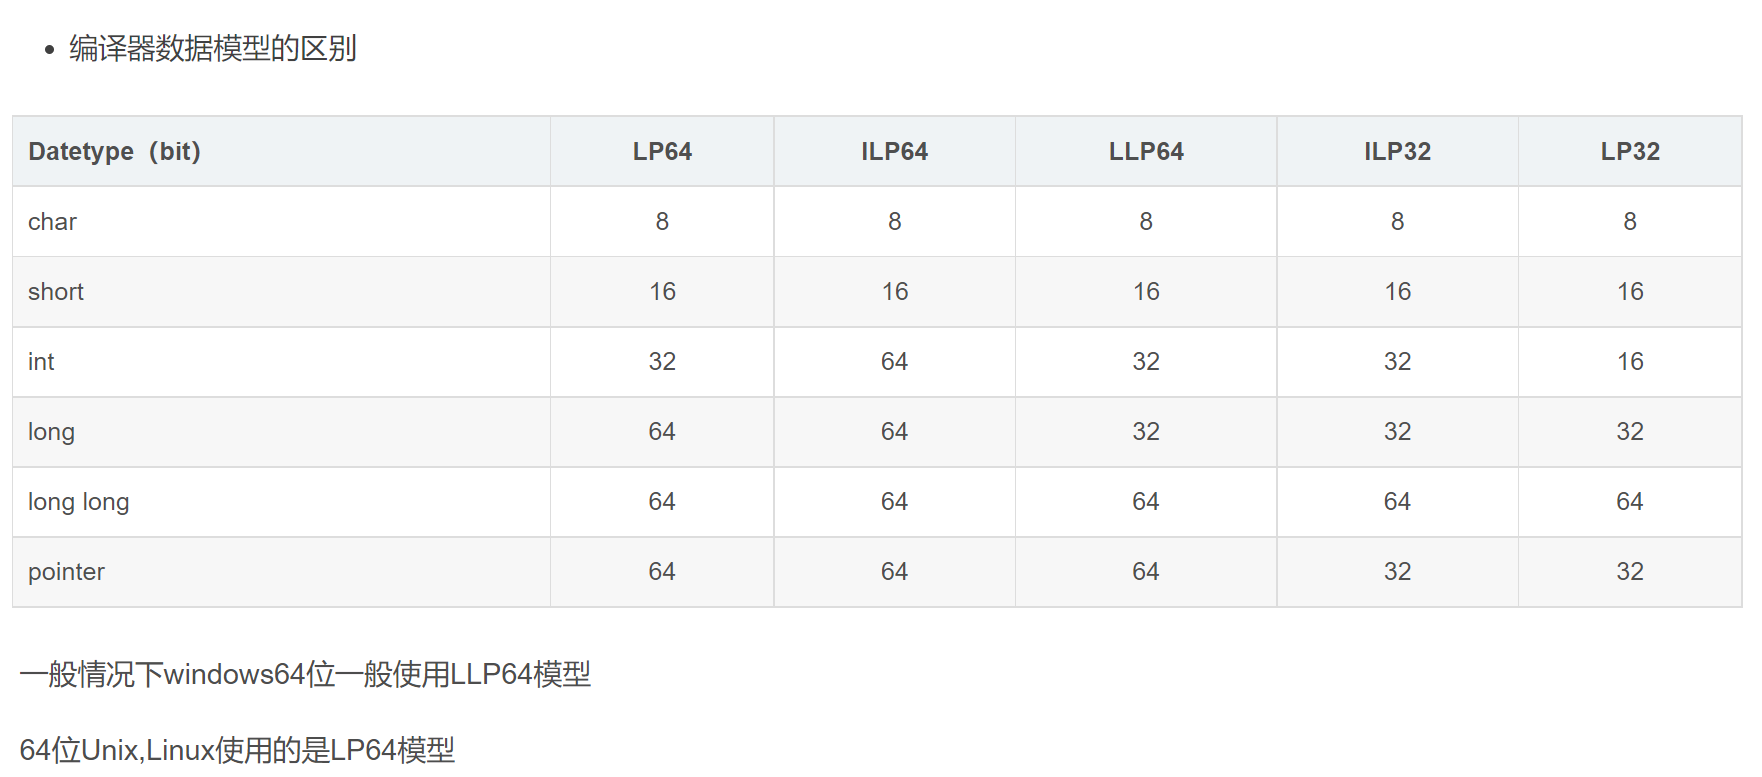 • 编译器数据模型的区别
Datetype（bit） LP64 ILP64 LLP64 ILP32 LP32
char 8 8 8 8 8
short 16 16 16 16 16
int 32 64 32 32 16
long 64 64 32 32 32
long long 64 64 64 64 64
pointer 64 64 64 32 32
一般情况下windows64位一般使用LLP64模型
64位Unix,Linux使用的是LP64模型